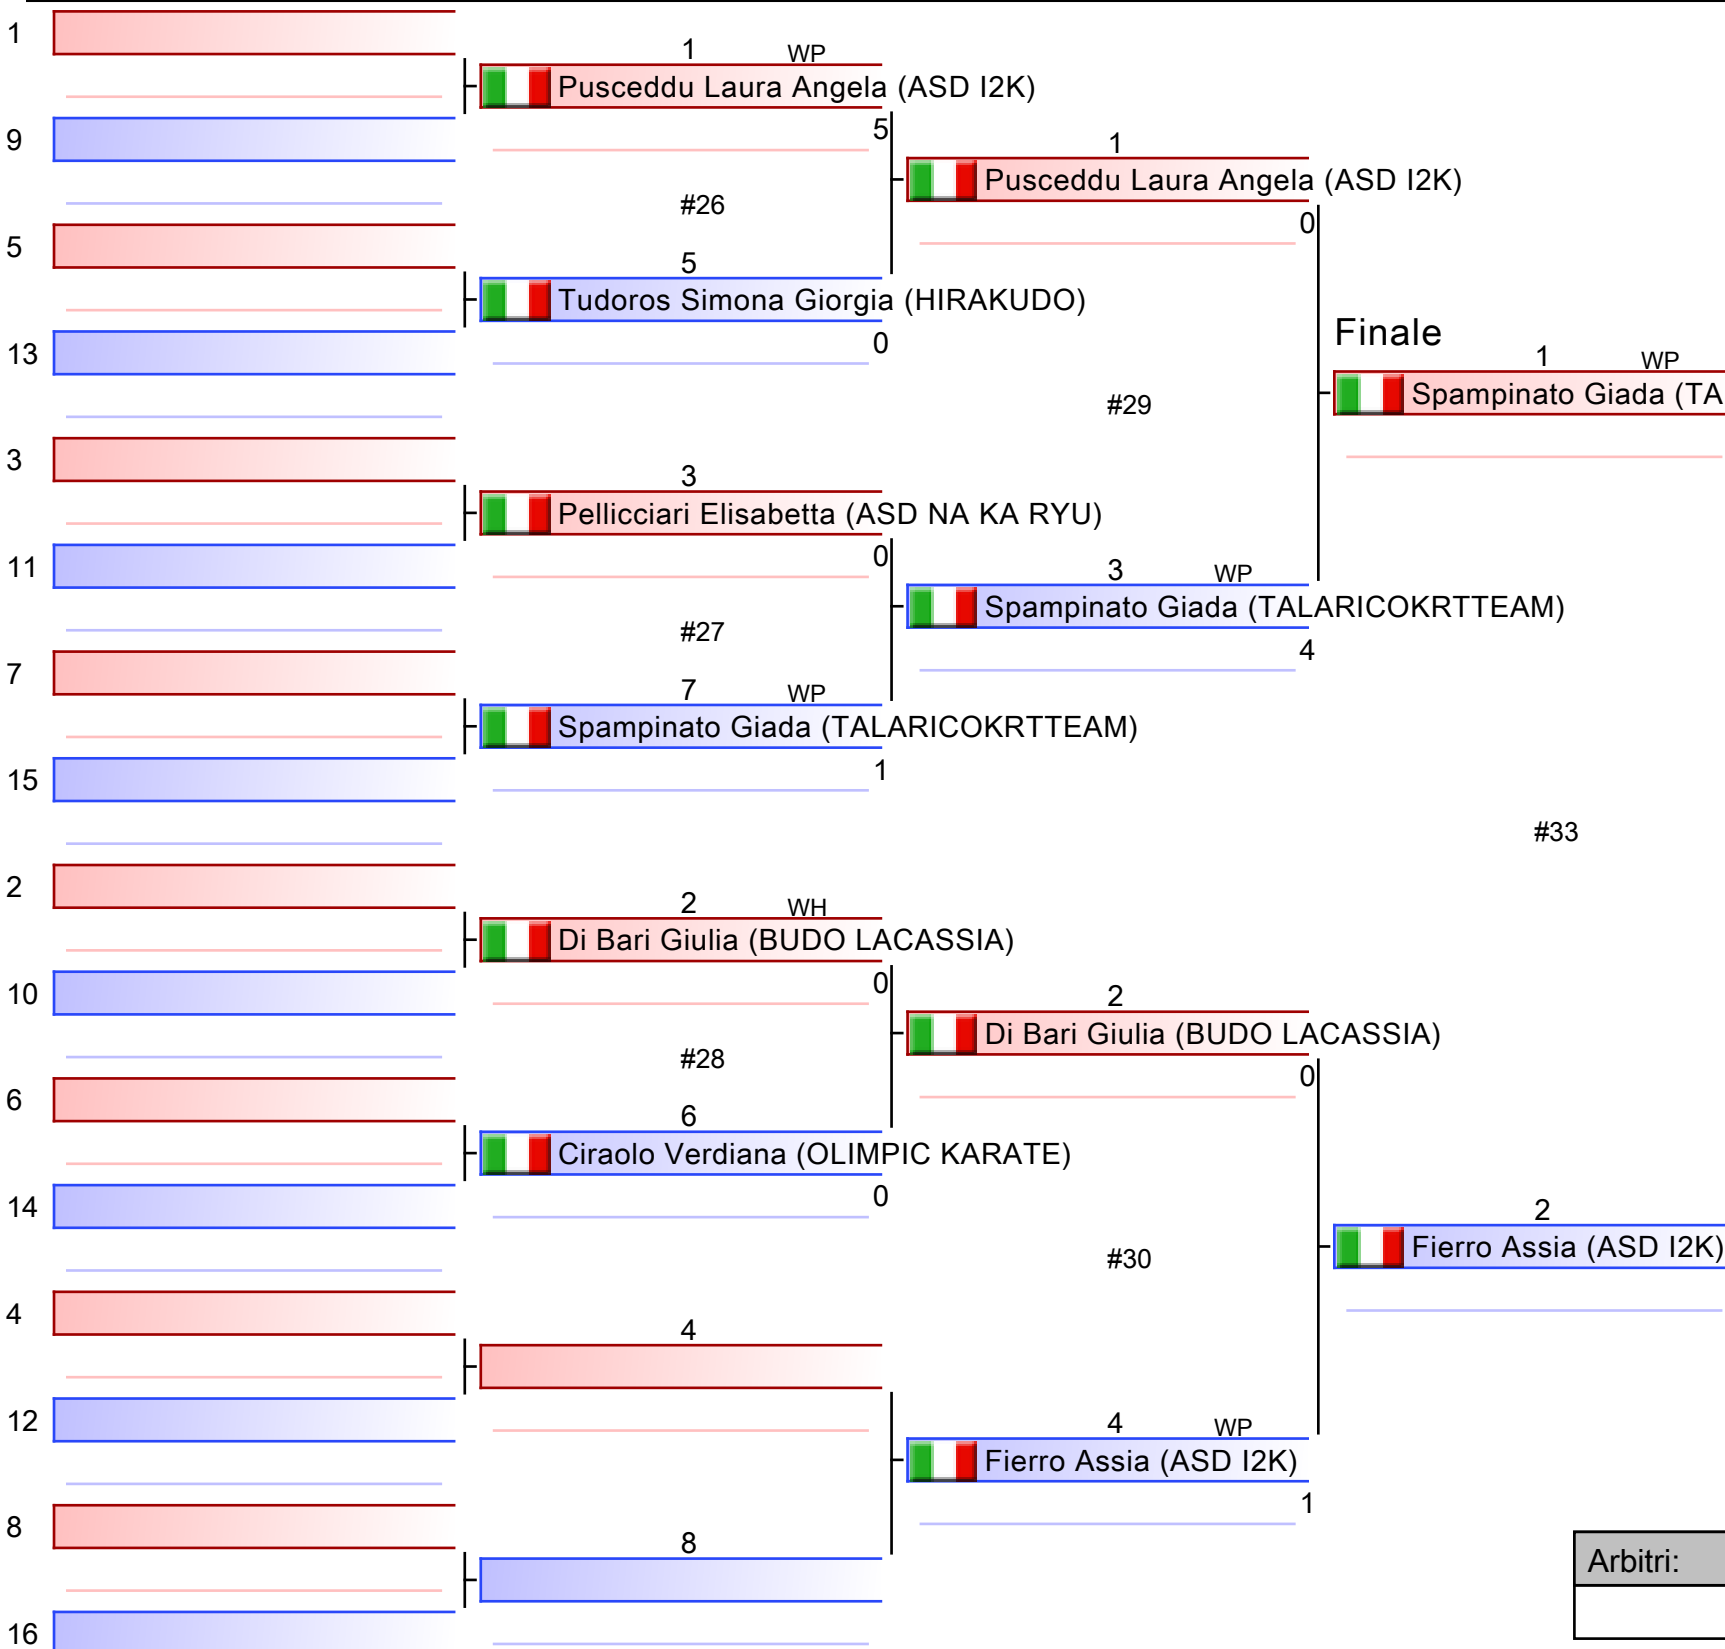 1
9
5
13
3
11
7
15
2
10
6
14
4
12
8
16
1 WP
Pusceddu Laura Angela (ASD I2K)
5
#26
5
Tudoros Simona Giorgia (HIRAKUDO)
0
3
Pellicciari Elisabetta (ASD NA KA RYU)
0
#27
7 WP
Spampinato Giada (TALARICOKRTTEAM)
1
2 WH
Di Bari Giulia (BUDO LACASSIA)
0
#28
6
Ciraolo Verdiana (OLIMPIC KARATE)
0
4
8
1
Pusceddu Laura Angela (ASD I2K)
0
#29
3 WP
Spampinato Giada (TALARICOKRTTEAM)
4
2
Di Bari Giulia (BUDO LACASSIA)
0
#30
4 WP
Fierro Assia (ASD I2K)
1
Finale
1 WP
Spampinato Giada (TA
#33
2
Fierro Assia (ASD I2K)
Arbitri: